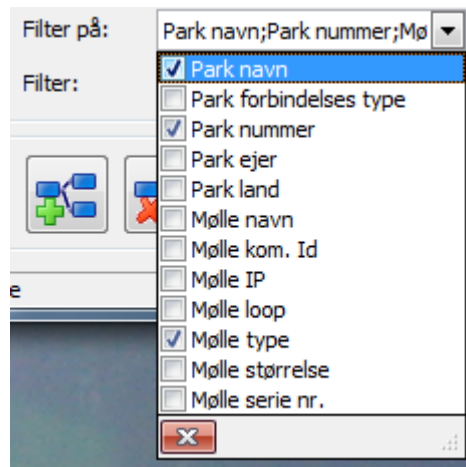 Filter på:
Park navn;Park nummer;Mø
Filter:
Park navn
Park forbindelses type
Park nummer
Park ejer
Park land
Mølle navn
Mølle kom. Id
Mølle IP
Mølle loop
Mølle type
Mølle størrelse
Mølle serie nr.
e